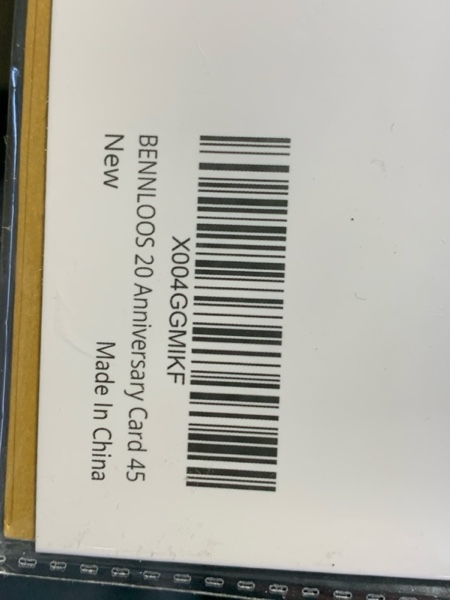 X004GGMIKF
BENNLOOS 20 Anniversary Card 45
New
Made In China